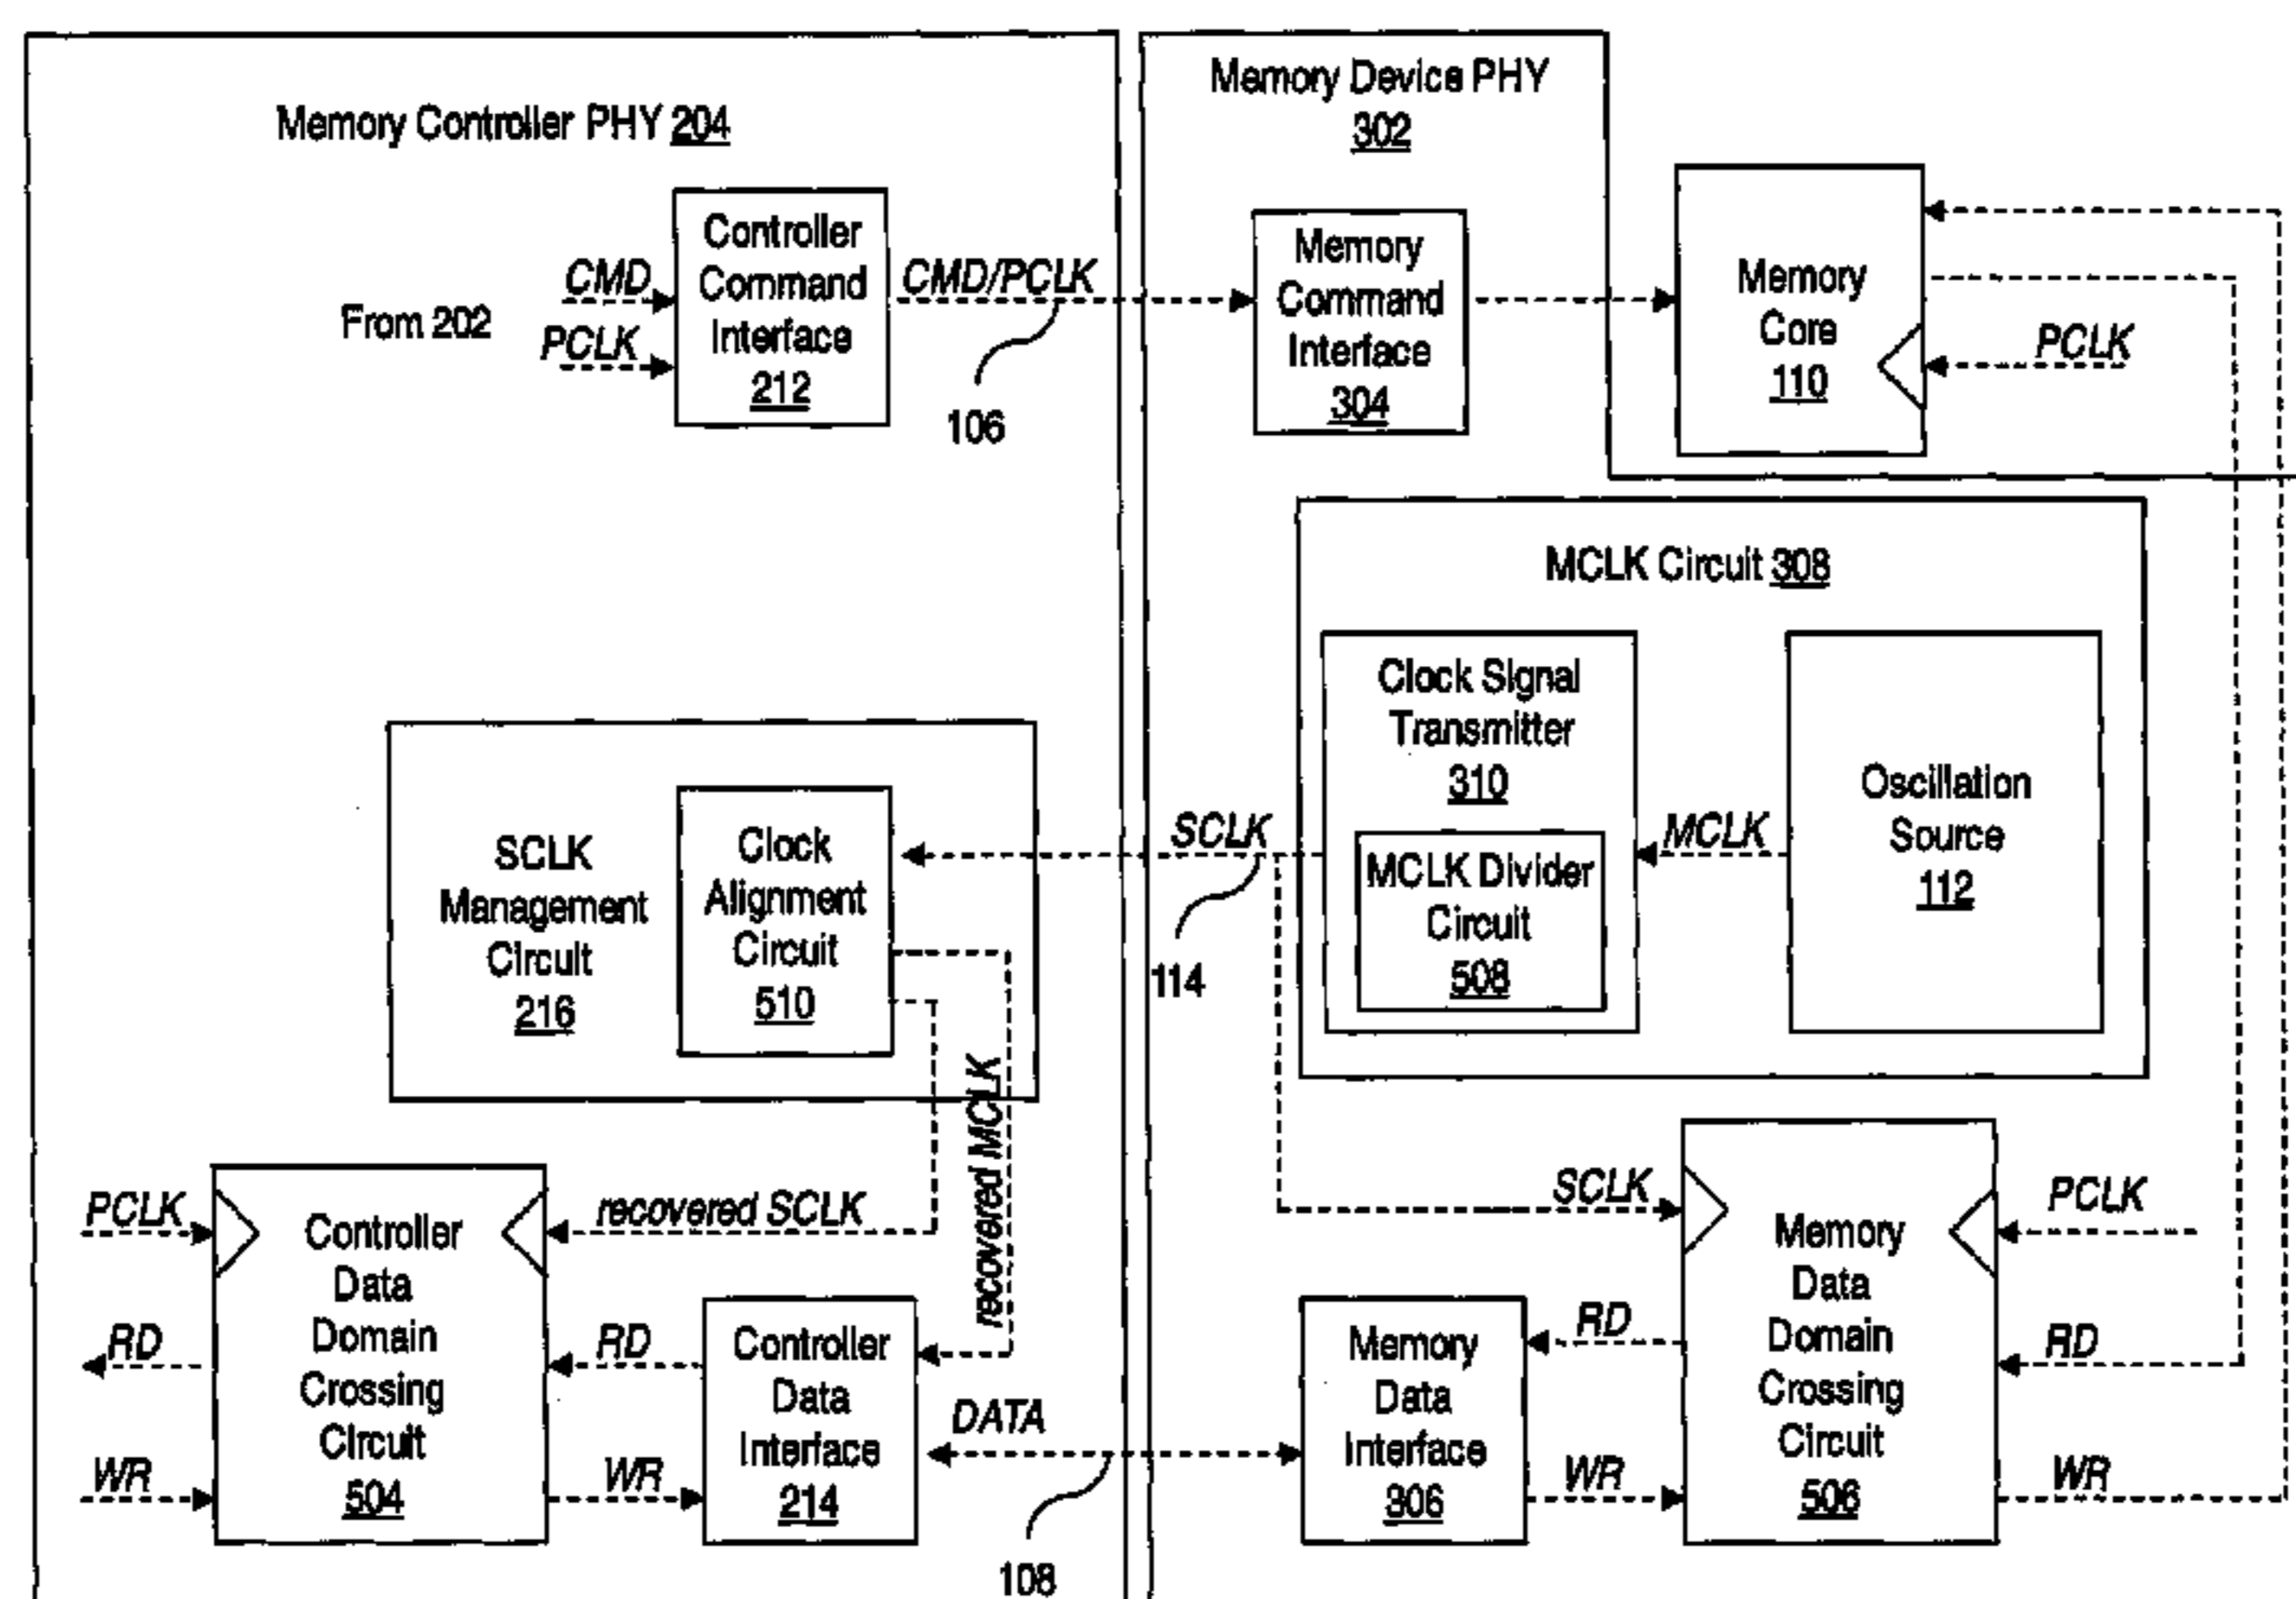 Memory Controller PHY 204
From 202
CMD
PCLK
Controller
Command
Interface
212
CMD/PCLK
106
Memory Device PHY
302
Memory
Command
Interface
304
Memory
Core
110
PCLK
MCLK Circuit 308
Clock Signal
Transmitter
310
MCLK Divider
Circuit
508
MCLK
Oscillation
Source
112
SCLK
114
SCLK
Management
Circuit
216
Clock
Alignment
Circuit
510
recovered MCLK
recovered SCLK
PCLK
RD
WR
Controller
Data
Domain
Crossing
Circuit
504
RD
WR
Controller
Data
Interface
214
DATA
108
Memory
Data
Interface
306
SCLK
RD
WR
Memory
Data
Domain
Crossing
Circuit
506
PCLK
RD
WR